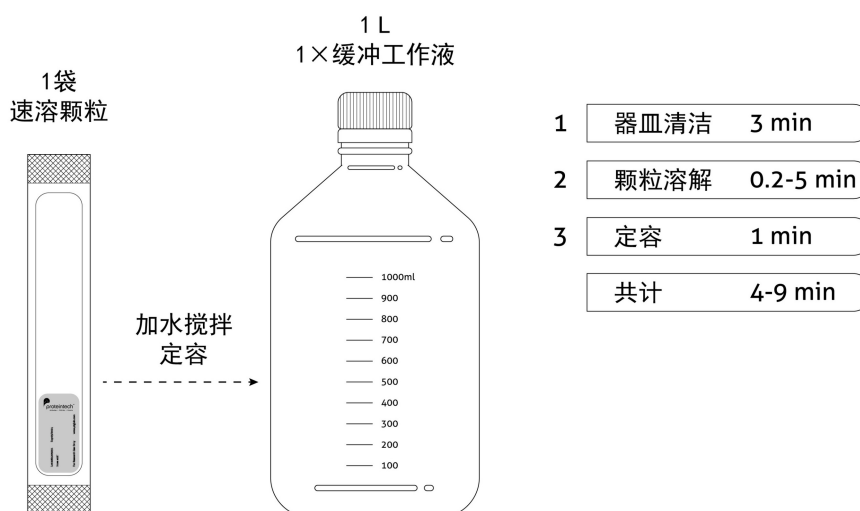 1袋
速溶颗粒
1 L
1×缓冲工作液
加水搅拌
定容
1000ml
900
800
700
600
500
400
300
200
100
proteintech
1 器皿清洁 3 min
2 颗粒溶解 0.2-5 min
3 定容 1 min
共计 4-9 min